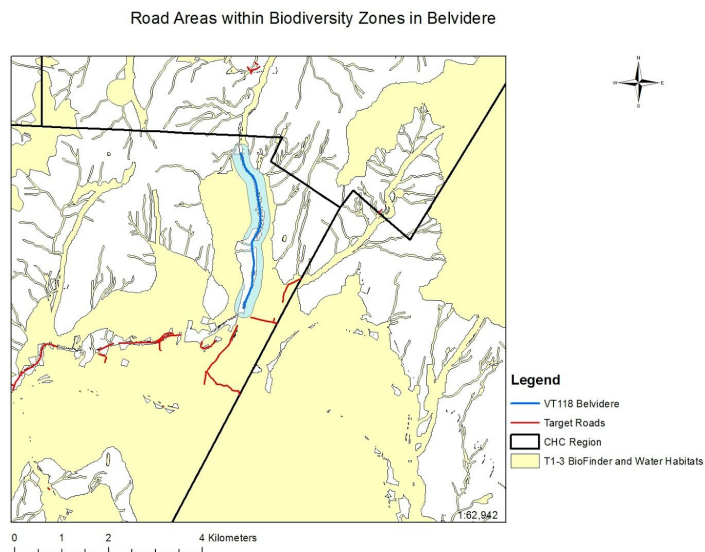 Road Areas within Biodiversity Zones in Belvidere
N
W E
S
Legend
VT118 Belvidere
Target Roads
CHC Region
T1-3 BioFinder and Water Habitats
1:62,942
0 1 2 4 Kilometers